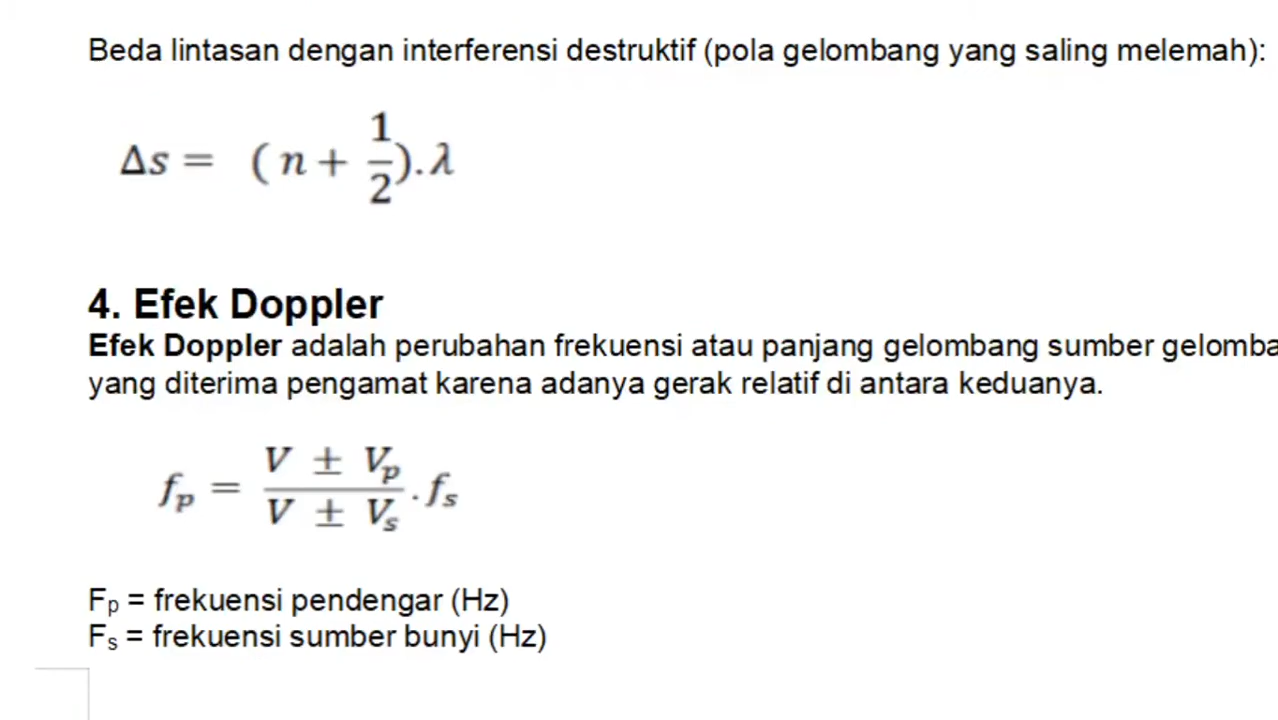 Beda lintasan dengan interferensi destruktif (pola gelombang yang saling melemah):
Δs = ( n + 1/2). λ
4. Efek Doppler
Efek Doppler adalah perubahan frekuensi atau panjang gelombang sumber gelomba
yang diterima pengamat karena adanya gerak relatif di antara keduanya.
fₚ = (V ± Vₚ)/(V ± Vₛ) . fₛ
Fₚ = frekuensi pendengar (Hz)
Fₛ = frekuensi sumber bunyi (Hz)